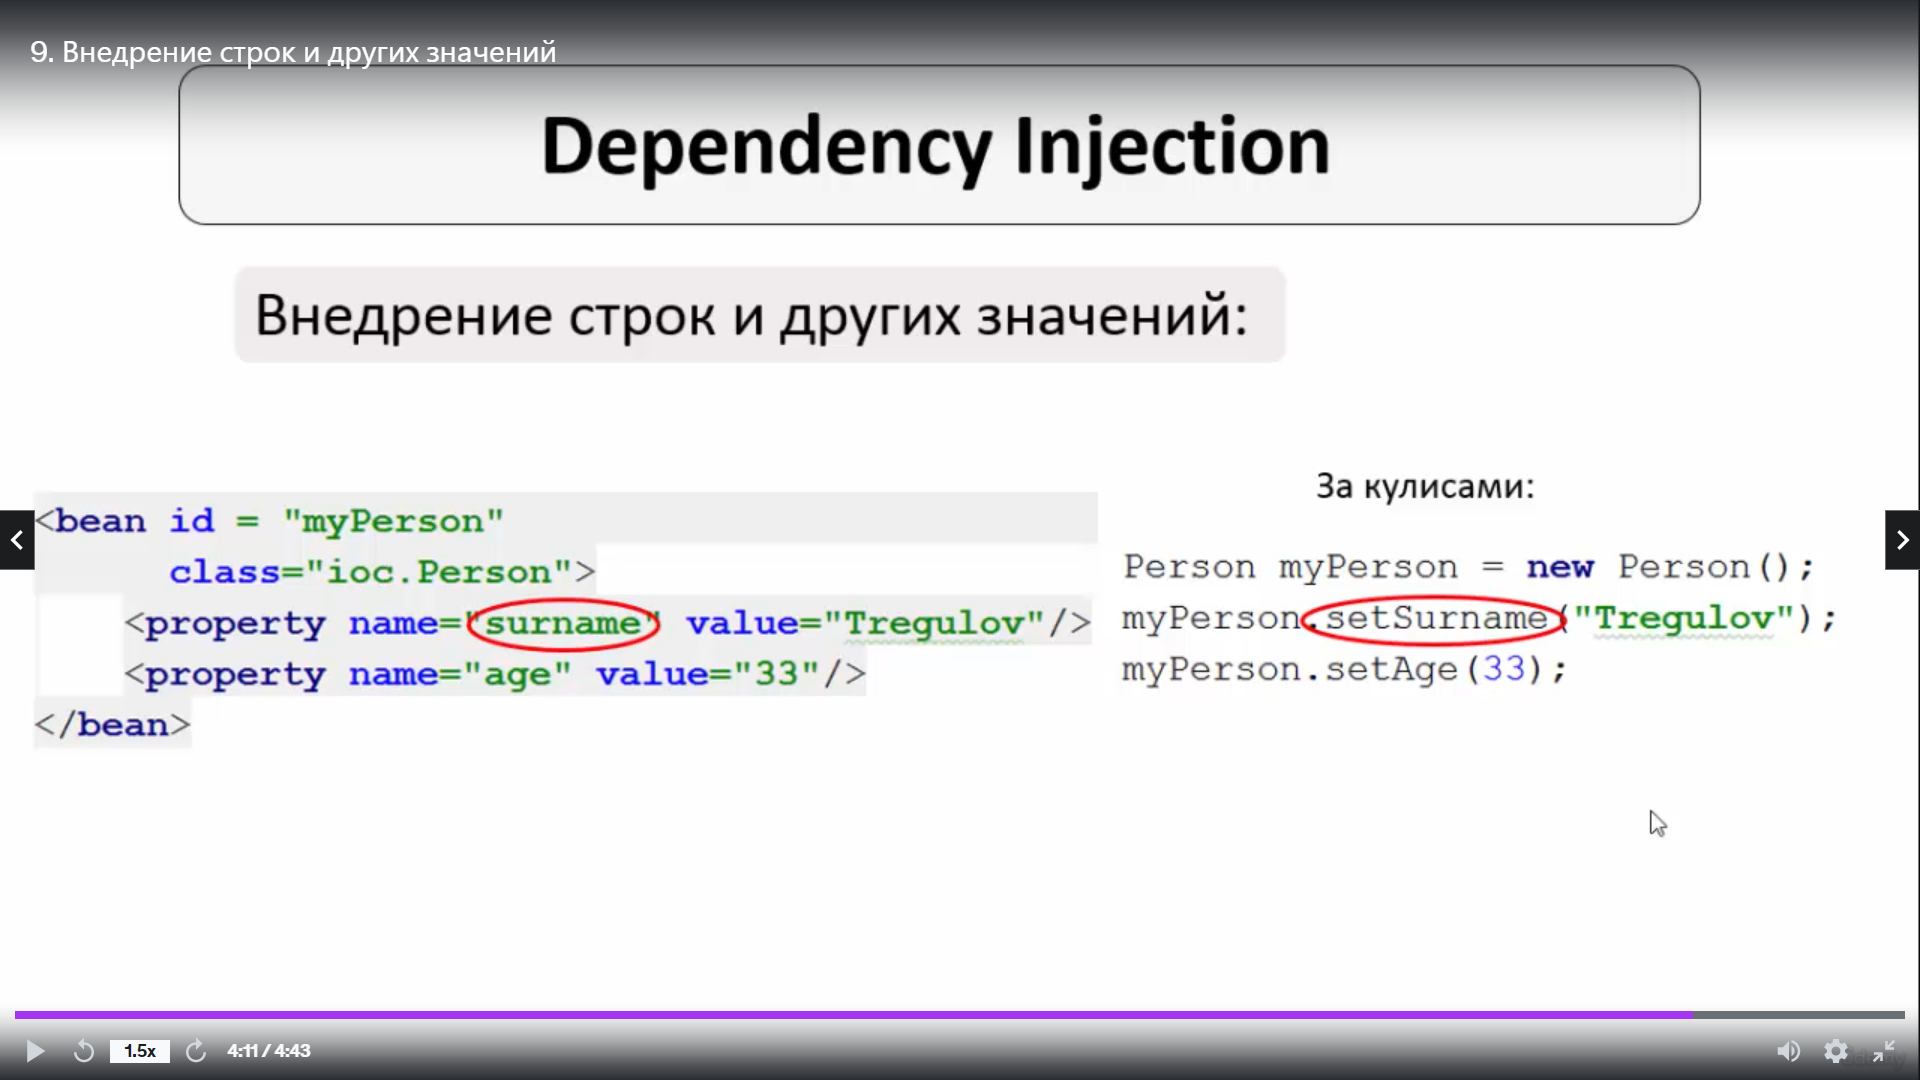 9. Внедрение строк и других значений
Dependency Injection
Внедрение строк и других значений:
<bean id = "myPerson"
class="ioc.Person">
<property name="surname" value="Tregulov"/>
<property name="age" value="33"/>
</bean>
За кулисами:
Person myPerson = new Person();
myPerson.setSurname("Tregulov");
myPerson.setAge(33);
1.5x
4:11 / 4:43